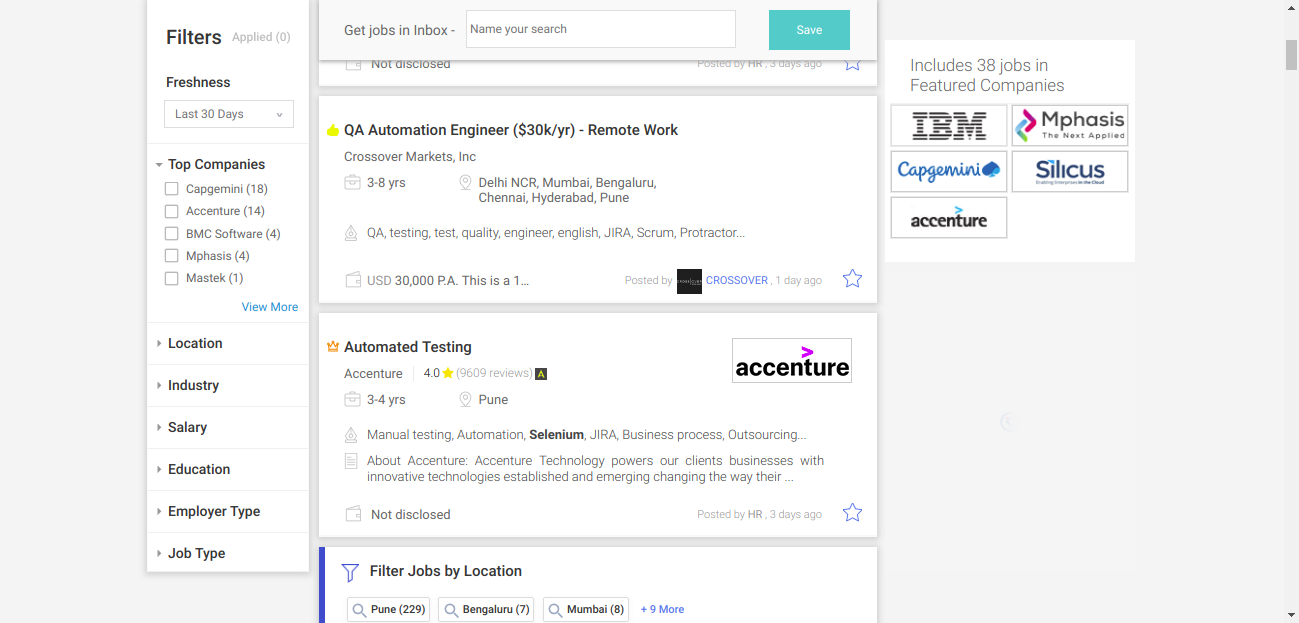 Filters Applied (0)
Freshness
Last 30 Days
Top Companies
Capgemini (18)
Accenture (14)
BMC Software (4)
Mphasis (4)
Mastek (1)
View More
Location
Industry
Salary
Education
Employer Type
Job Type
Get jobs in Inbox - Name your search Save
Not disclosed Posted by HR , 3 days ago
QA Automation Engineer ($30k/yr) - Remote Work
Crossover Markets, Inc
3-8 yrs Delhi NCR, Mumbai, Bengaluru,
Chennai, Hyderabad, Pune
QA, testing, test, quality, engineer, english, JIRA, Scrum, Protractor...
USD 30,000 P.A. This is a 1... Posted by CROSSOVER , 1 day ago
Automated Testing
accenture
Accenture 4.0 (9609 reviews) A
3-4 yrs Pune
Manual testing, Automation, Selenium, JIRA, Business process, Outsourcing...
About Accenture: Accenture Technology powers our clients businesses with
innovative technologies established and emerging changing the way their ...
Not disclosed Posted by HR , 3 days ago
Filter Jobs by Location
Pune (229) Bengaluru (7) Mumbai (8) + 9 More
Includes 38 jobs in
Featured Companies
IBM
Mphasis
The Next Applied
Capgemini
Silicus
Enabling Enterprises in the Cloud
accenture